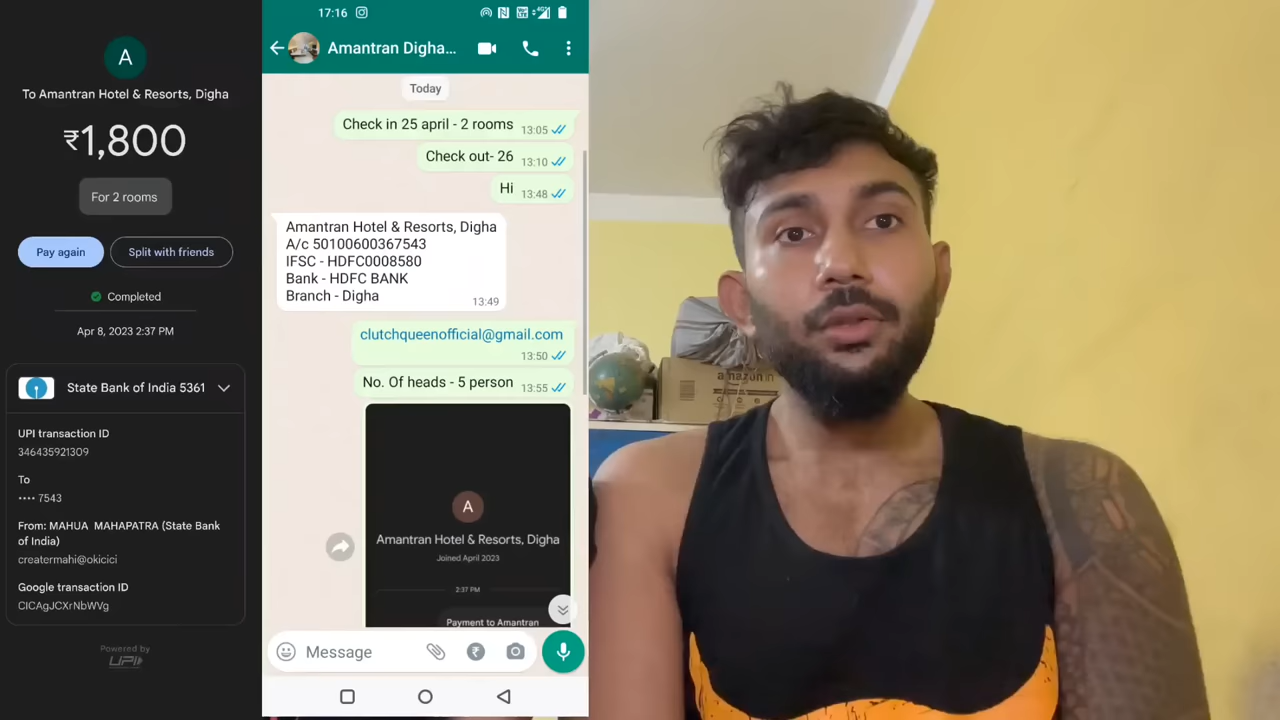 A
To Amantran Hotel & Resorts, Digha
₹1,800
For 2 rooms
Pay again
Split with friends
Completed
Apr 8, 2023 2:37 PM
State Bank of India 5361
UPI transaction ID
346435921309
To
•••• 7543
From: MAHUA MAHAPATRA (State Bank
of India)
creatermahi@okicici
Google transaction ID
CICAgJCXrNbWVg
Powered by
UPI
17:16
Amantran Digha...
Today
Check in 25 april - 2 rooms 13:05
Check out- 26 13:10
Hi 13:48
Amantran Hotel & Resorts, Digha
A/c 50100600367543
IFSC - HDFC0008580
Bank - HDFC BANK
Branch - Digha 13:49
clutchqueenofficial@gmail.com
13:50
No. Of heads - 5 person 13:55
A
Amantran Hotel & Resorts, Digha
Joined April 2023
2:37 PM
Payment to Amantran
Message
amazon.in